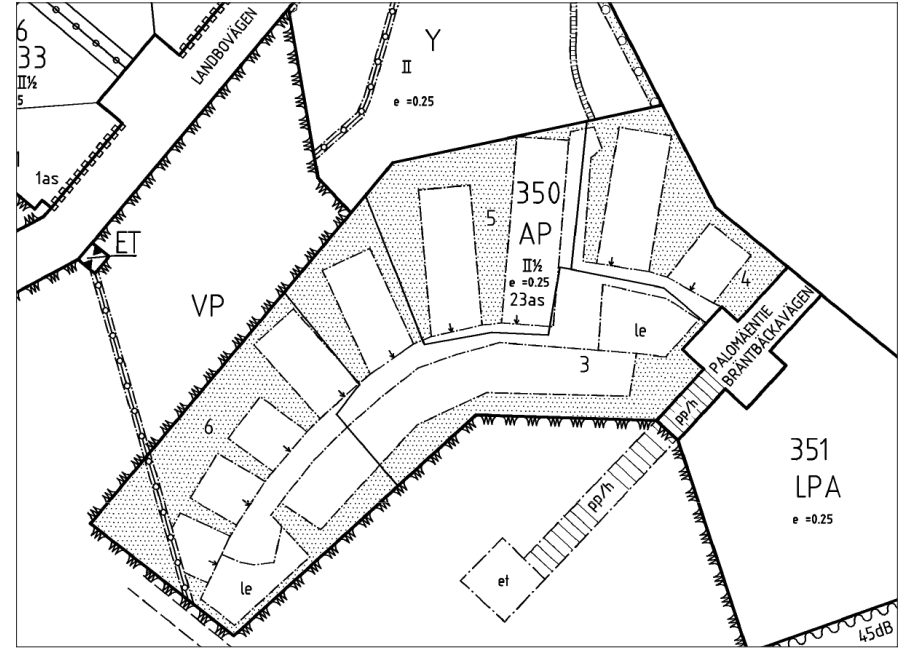 6
33
II½
5
LANDBOVÄGEN
Y
II
e =0.25
1as
ET
VP
5
350
AP
II½
e =0.25
23as
4
le
3
6
PALOMÄENTIE
BRÄNTBÄCKAVÄGEN
pp/h
351
LPA
e =0.25
pp/h
et
le
45dB